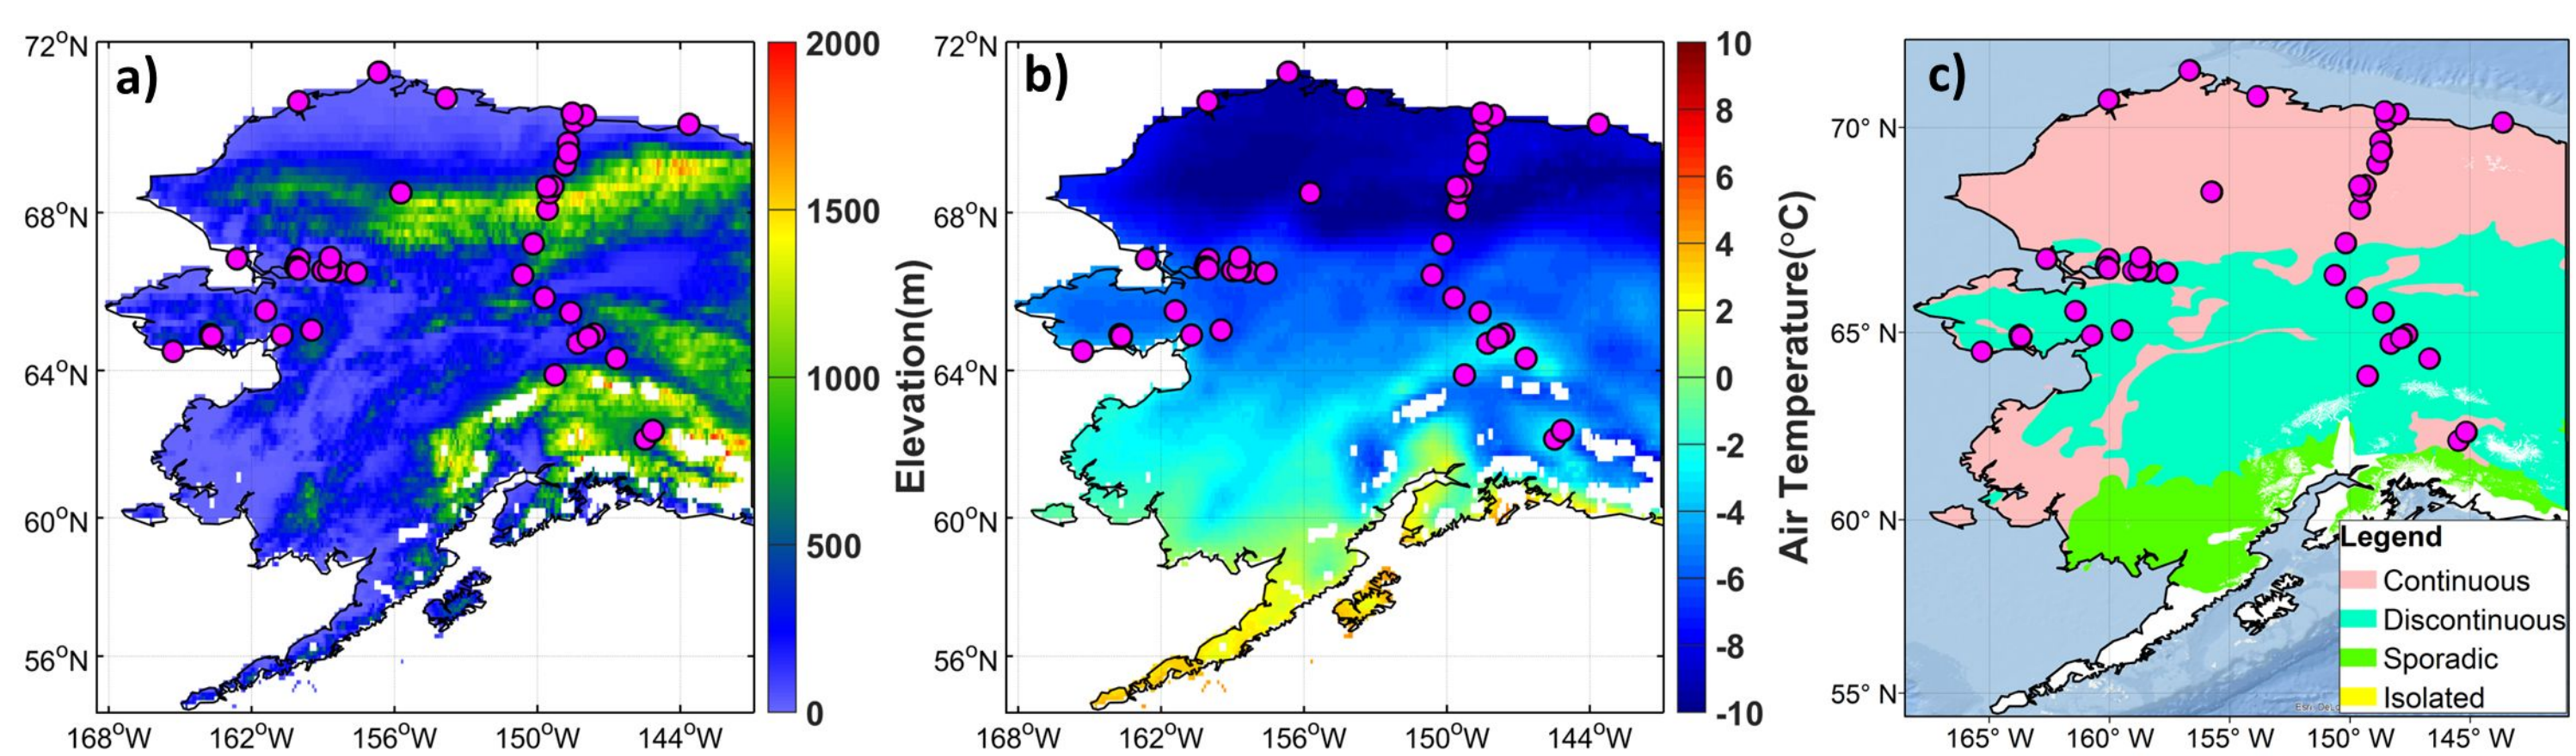 a)
72°N
68°N
64°N
60°N
56°N
168°W 162°W 156°W 150°W 144°W
2000
1500
1000
500
0
Elevation(m)
b)
72°N
68°N
64°N
60°N
56°N
168°W 162°W 156°W 150°W 144°W
10
8
6
4
2
0
-2
-4
-6
-8
-10
Air Temperature(°C)
c)
70° N
65° N
60° N
55° N
165° W 160° W 155° W 150° W 145° W
Legend
Continuous
Discontinuous
Sporadic
Isolated